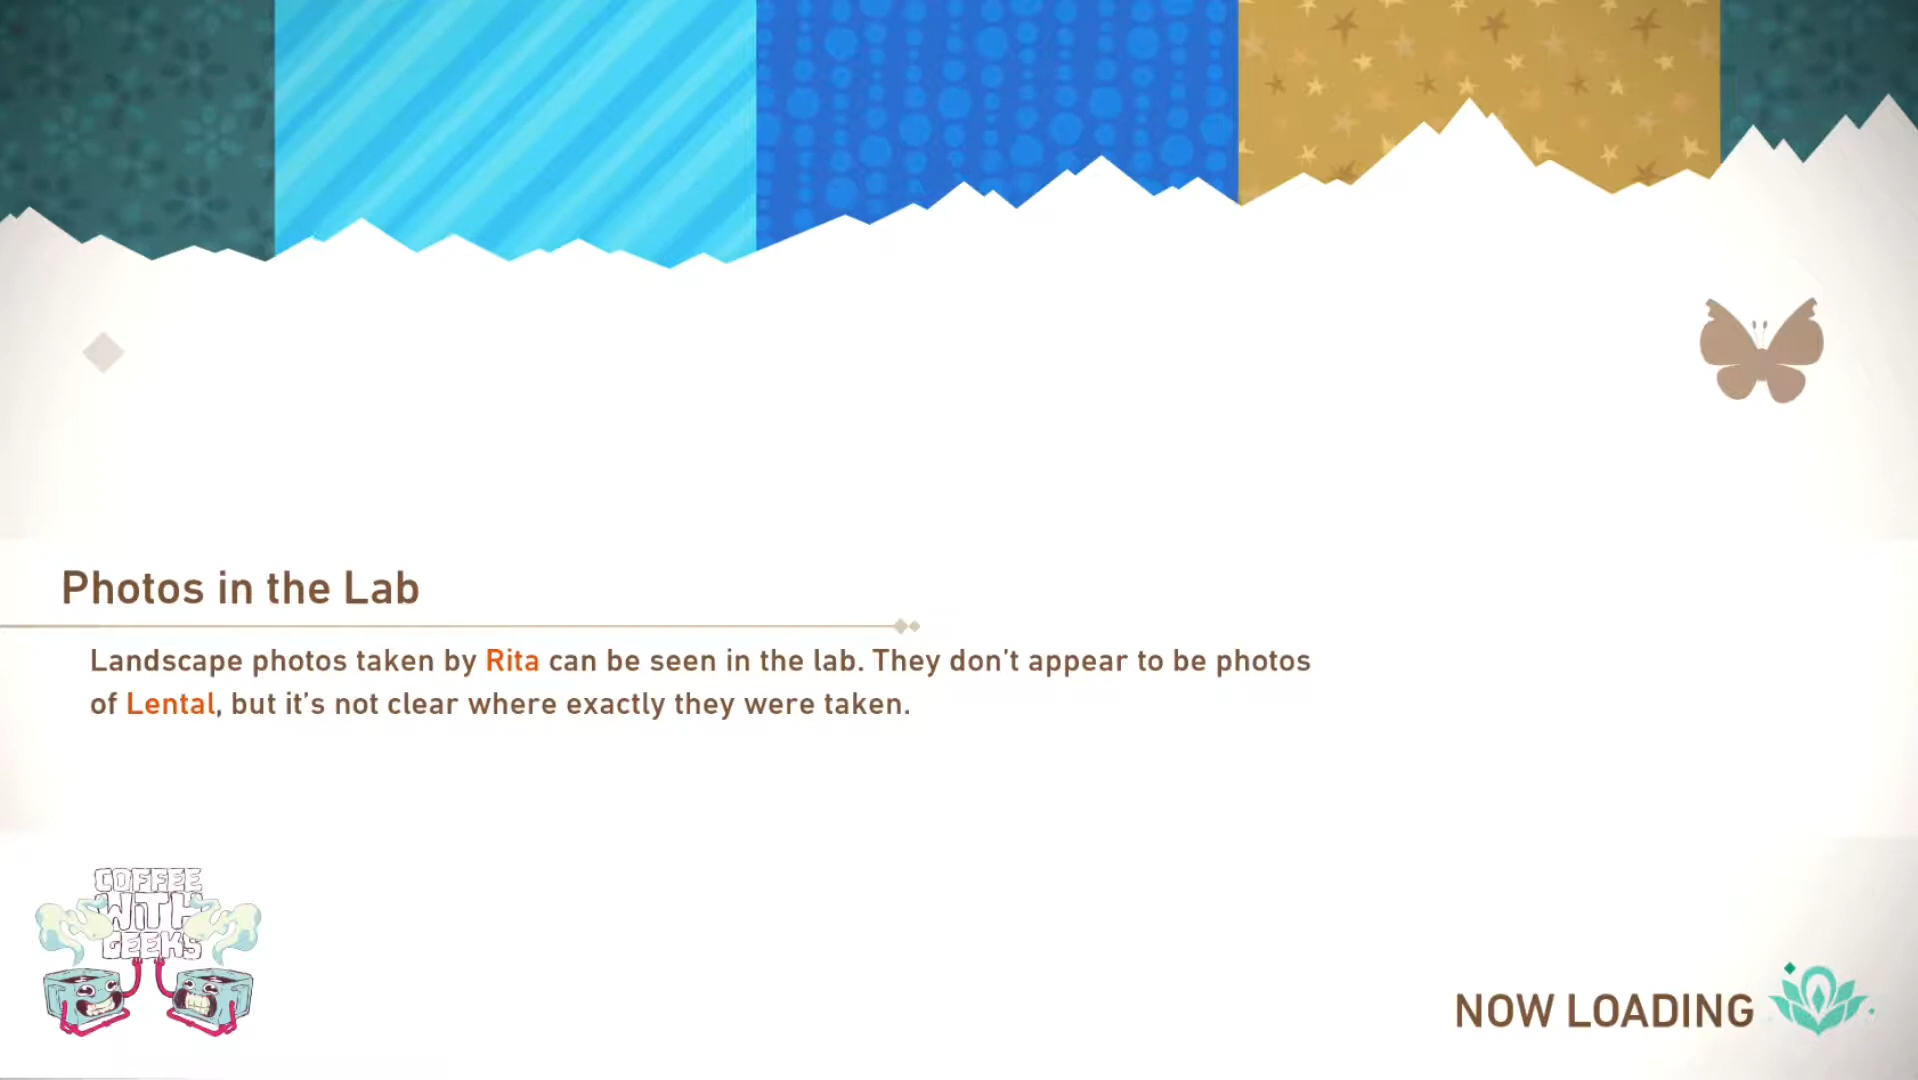 Photos in the Lab
Landscape photos taken by Rita can be seen in the lab. They don't appear to be photos
of Lental, but it's not clear where exactly they were taken.
COFFEE
WITH
GEEKS
NOW LOADING